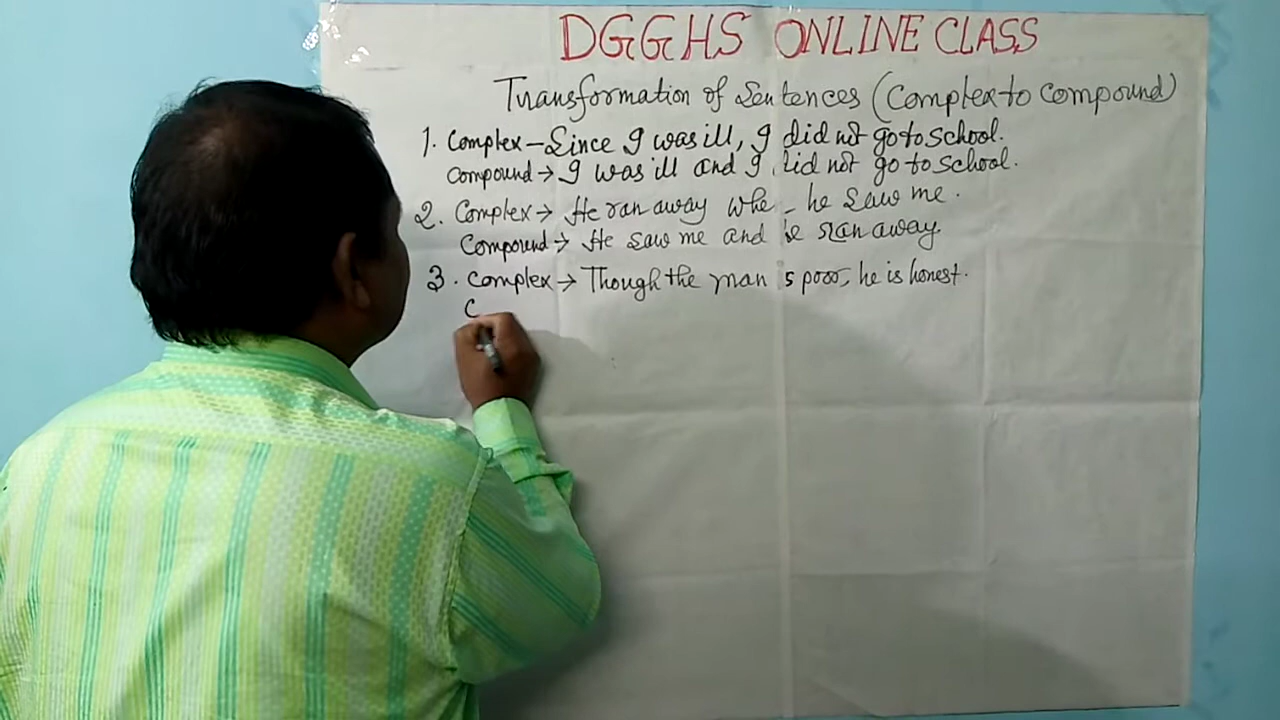 DGGHS ONLINE CLASS
Transformation of Sentences (Complex to Compound)
1. Complex – Since I was ill, I did not go to School.
Compound → I was ill and I did not go to School.
2. Complex → He ran away whe he saw me.
Compound → He saw me and he ran away.
3. Complex → Though the man is poor, he is honest.
C